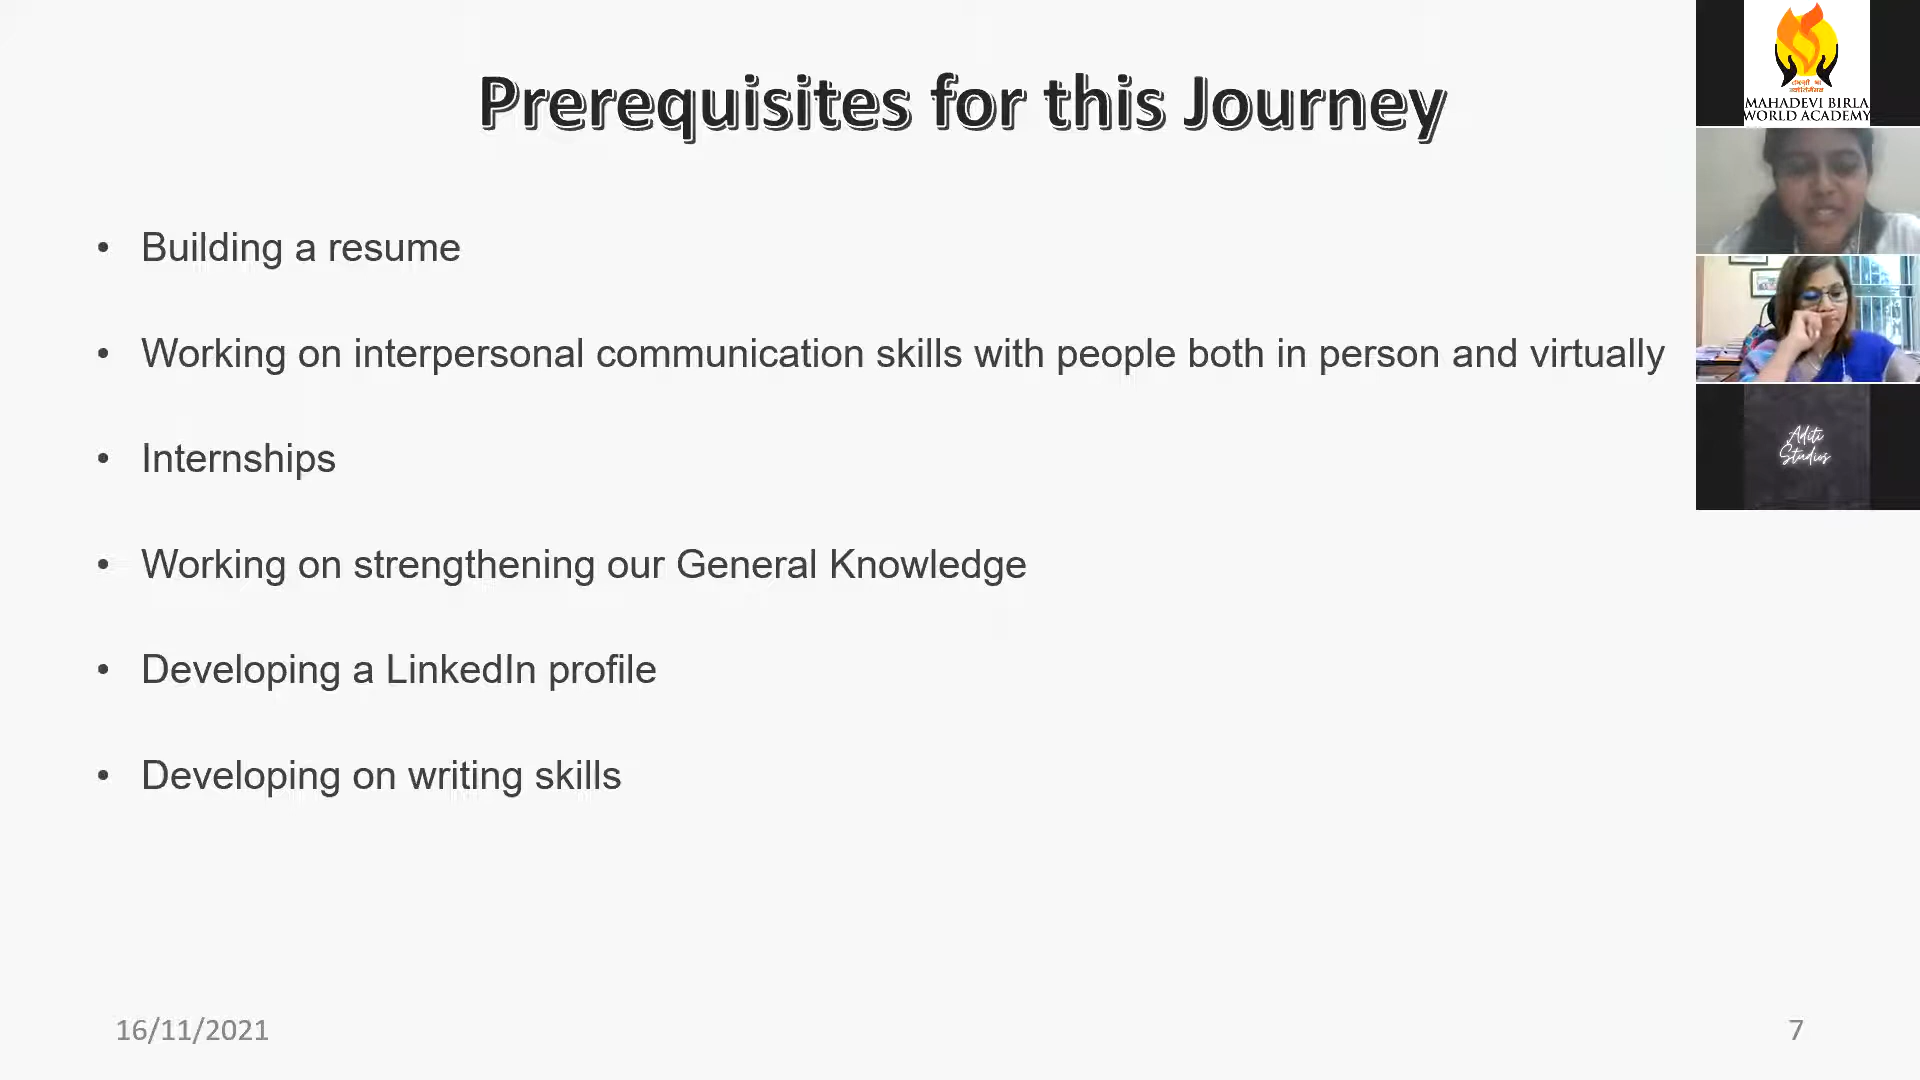 Prerequisites for this Journey
• Building a resume
• Working on interpersonal communication skills with people both in person and virtually
• Internships
• Working on strengthening our General Knowledge
• Developing a LinkedIn profile
• Developing on writing skills
16/11/2021
7
MAHADEVI BIRLA
WORLD ACADEMY
Aditi
Studios